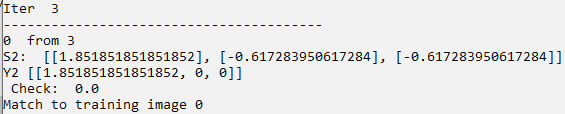 Iter  3
----------------------------------------
0  from 3
S2:  [[1.851851851851852], [-0.617283950617284], [-0.617283950617284]]
Y2 [[1.851851851851852, 0, 0]]
 Check:  0.0
Match to training image 0